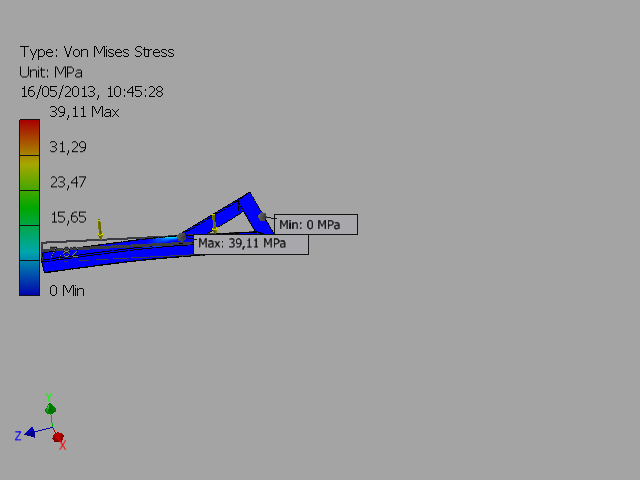 Type: Von Mises Stress
Unit: MPa
16/05/2013, 10:45:28
39,11 Max
31,29
23,47
15,65
7,82
0 Min
Min: 0 MPa
Max: 39,11 MPa
Y
Z
X